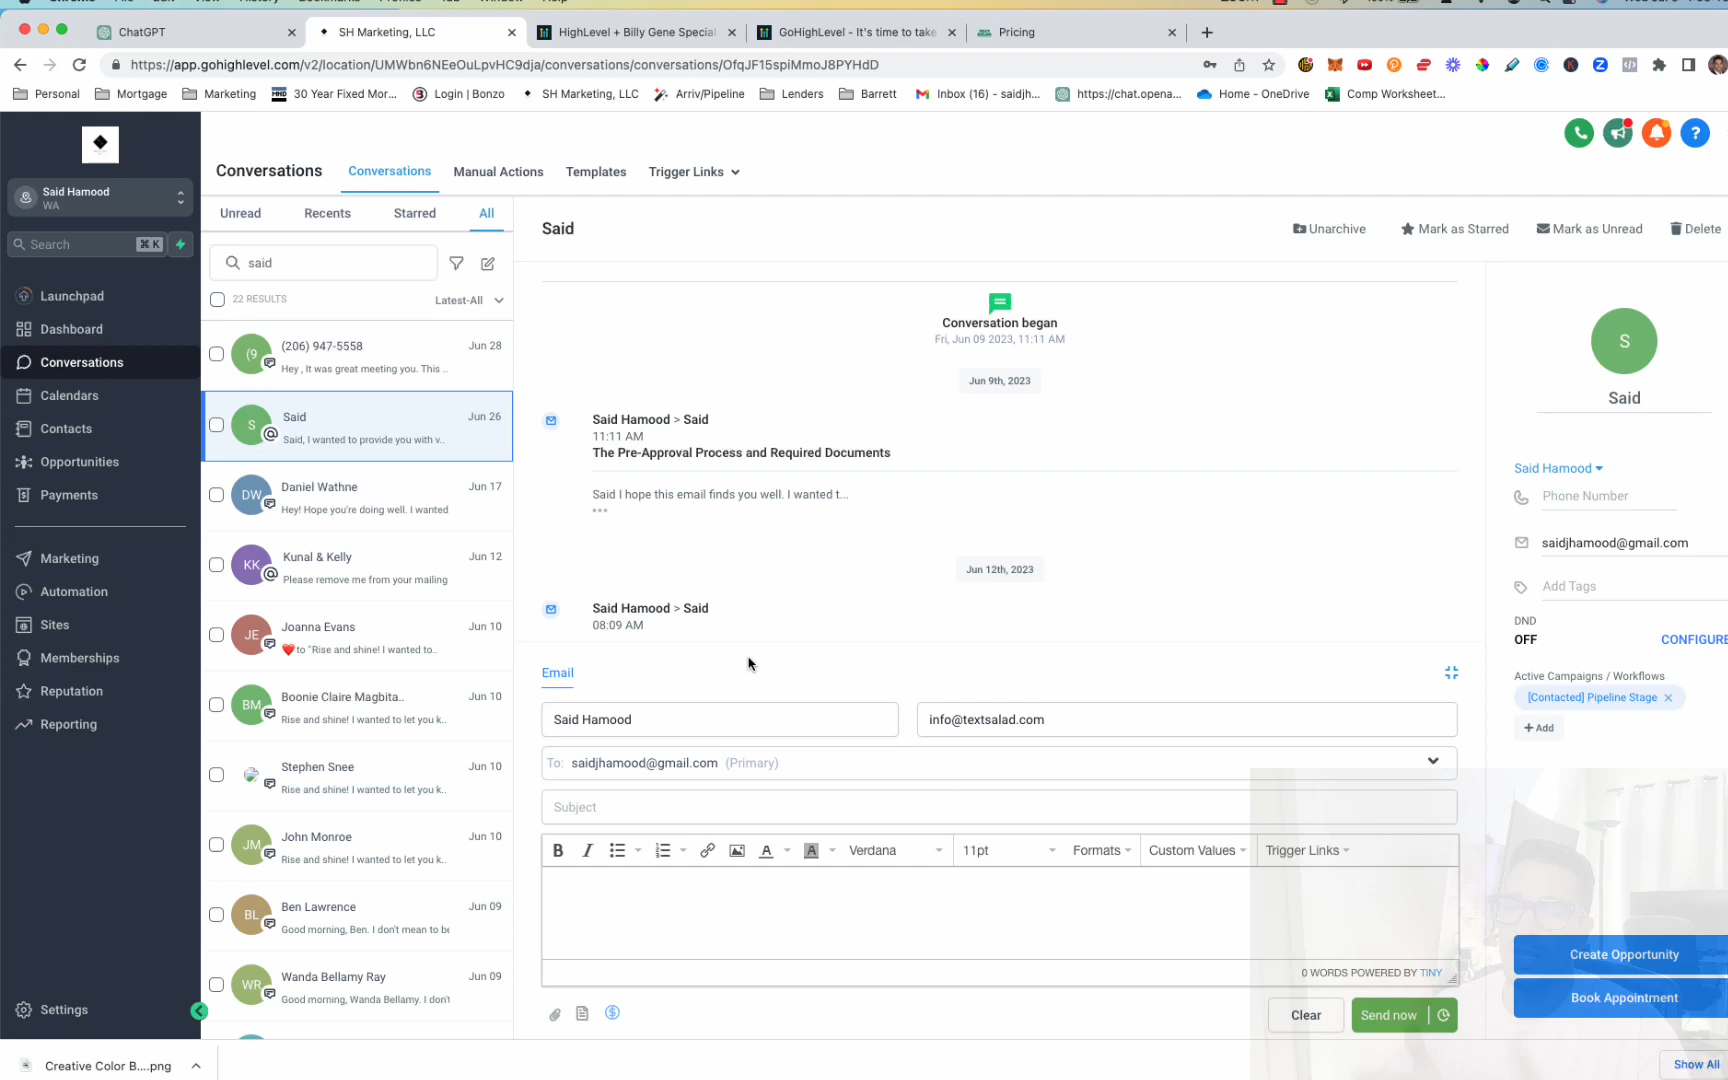 ChatGPT
SH Marketing, LLC
HighLevel + Billy Gene Special
GoHighLevel - It's time to take
Pricing
https://app.gohighlevel.com/v2/location/UMWbn6NEeOuLpvHC9dja/conversations/conversations/OfqJF15spiMmoJ8PYHdD
Personal
Mortgage
Marketing
30 Year Fixed Mor...
Login | Bonzo
SH Marketing, LLC
Arriv/Pipeline
Lenders
Barrett
Inbox (16) - saidjh...
https://chat.opena...
Home - OneDrive
Comp Worksheet...
Said Hamood
WA
Search
⌘ K
Launchpad
Dashboard
Conversations
Calendars
Contacts
Opportunities
Payments
Marketing
Automation
Sites
Memberships
Reputation
Reporting
Settings
Conversations
Conversations
Manual Actions
Templates
Trigger Links
Unread
Recents
Starred
All
said
22 RESULTS
Latest-All
(9
(206) 947-5558
Jun 28
Hey , It was great meeting you. This ..
S
Said
Jun 26
Said, I wanted to provide you with v..
DW
Daniel Wathne
Jun 17
Hey! Hope you're doing well. I wanted
KK
Kunal & Kelly
Jun 12
Please remove me from your mailing
JE
Joanna Evans
Jun 10
❤️to "Rise and shine! I wanted to..
BM
Boonie Claire Magbita..
Jun 10
Rise and shine! I wanted to let you k..
Stephen Snee
Jun 10
Rise and shine! I wanted to let you k..
JM
John Monroe
Jun 10
Rise and shine! I wanted to let you k..
BL
Ben Lawrence
Jun 09
Good morning, Ben. I don't mean to be
WR
Wanda Bellamy Ray
Jun 09
Good morning, Wanda Bellamy. I don't
Said
Unarchive
Mark as Starred
Mark as Unread
Delete
Conversation began
Fri, Jun 09 2023, 11:11 AM
Jun 9th, 2023
Said Hamood > Said
11:11 AM
The Pre-Approval Process and Required Documents
Said I hope this email finds you well. I wanted t...
Jun 12th, 2023
Said Hamood > Said
08:09 AM
Email
Said Hamood
info@textsalad.com
To: saidjhamood@gmail.com (Primary)
Subject
B
I
A
A
Verdana
11pt
Formats
Custom Values
Trigger Links
0 WORDS POWERED BY TINY
Clear
Send now
S
Said
Said Hamood
Phone Number
saidjhamood@gmail.com
Add Tags
DND
OFF
CONFIGURE
Active Campaigns / Workflows
[Contacted] Pipeline Stage ×
+ Add
Create Opportunity
Book Appointment
Creative Color B....png
Show All